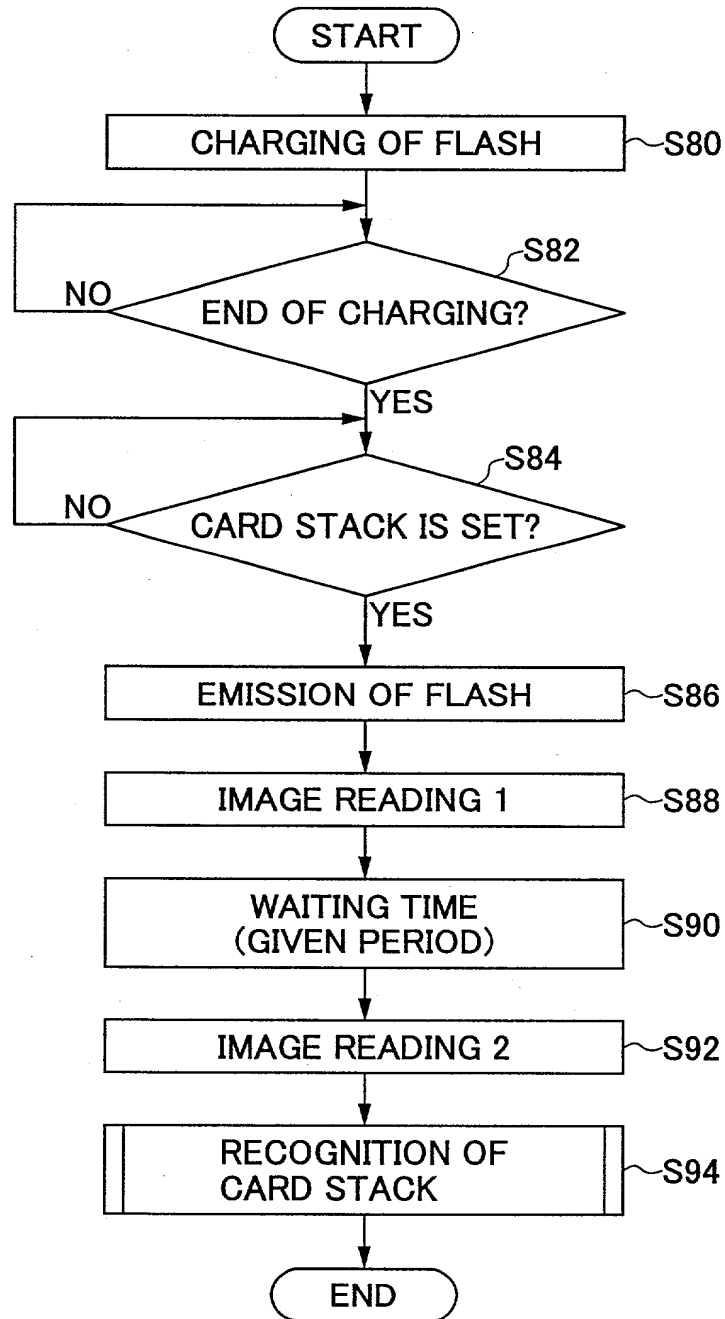 START
CHARGING OF FLASH
S80
S82
NO
END OF CHARGING?
YES
S84
NO
CARD STACK IS SET?
YES
EMISSION OF FLASH
S86
IMAGE READING 1
S88
WAITING TIME
(GIVEN PERIOD)
S90
IMAGE READING 2
S92
RECOGNITION OF
CARD STACK
S94
END